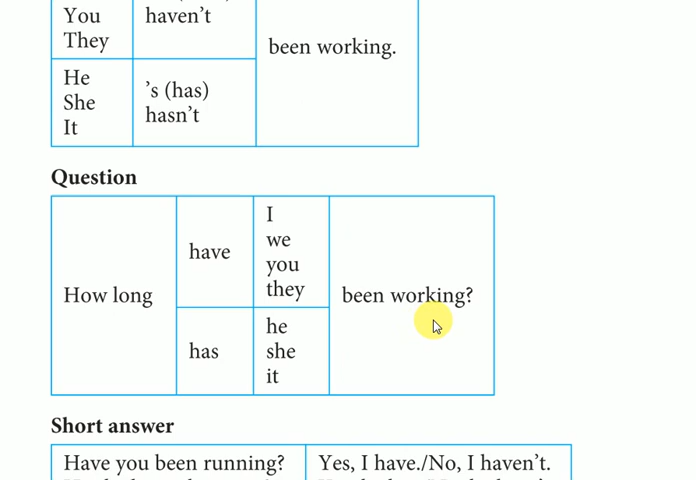 You
They
haven't
been working.
He
She
It
's (has)
hasn't
Question
How long
have
I
we
you
they
been working?
has
he
she
it
Short answer
Have you been running?
Yes, I have./No, I haven't.